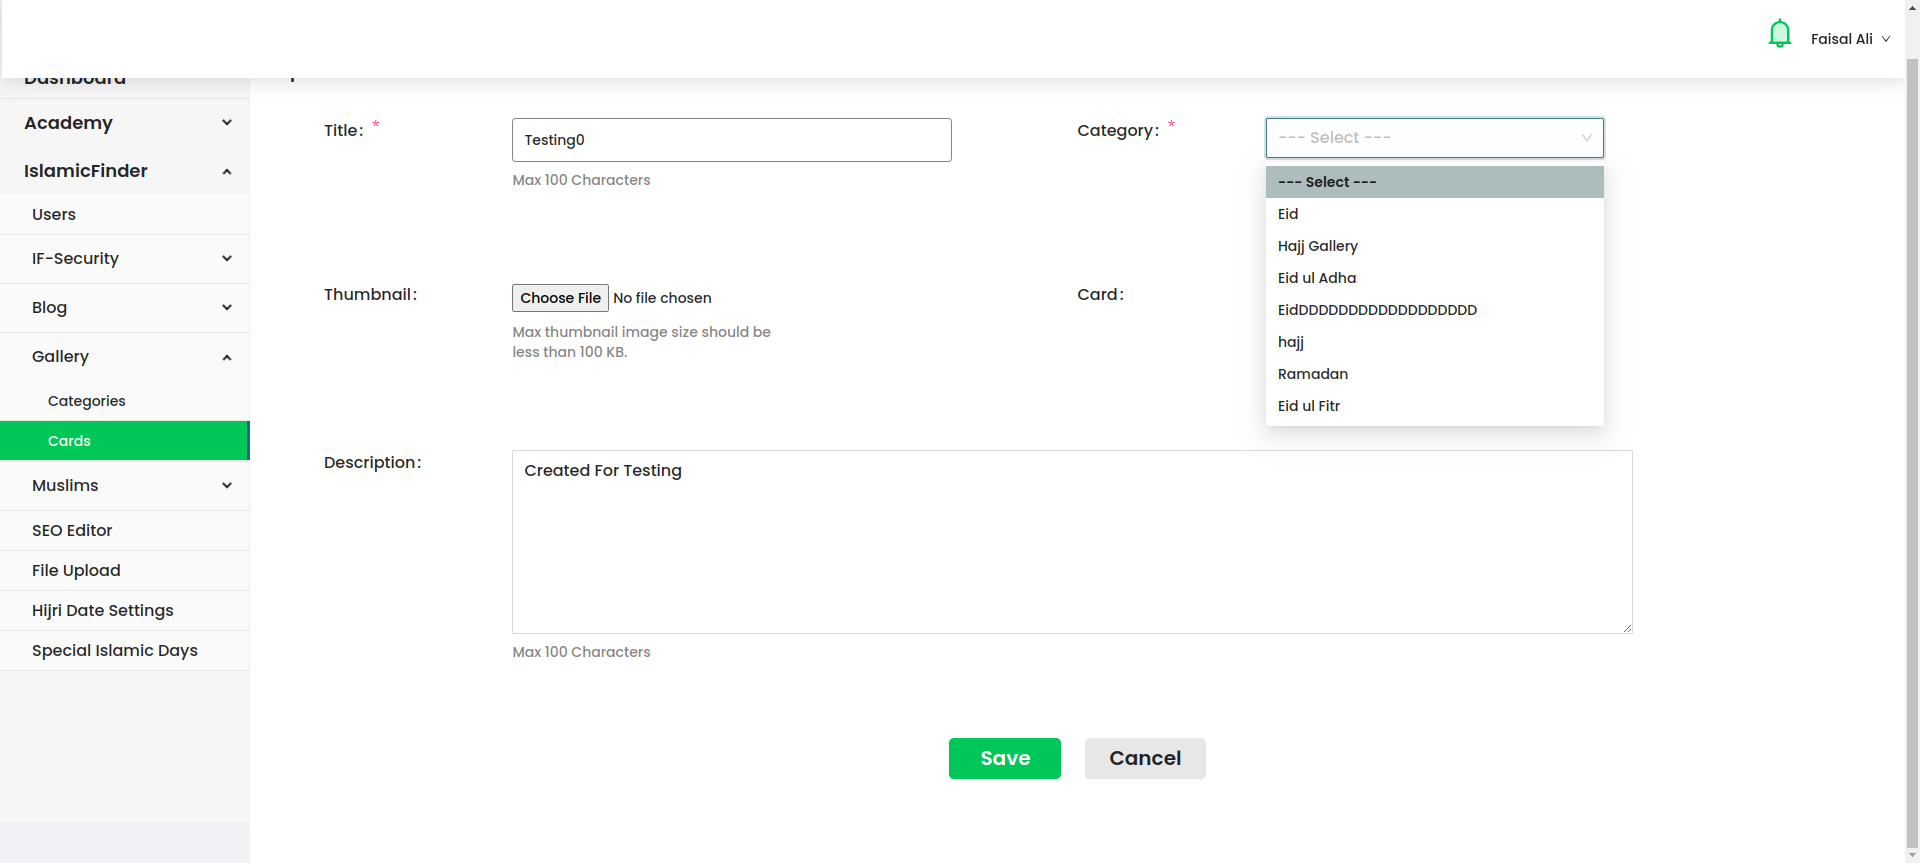 Faisal Ali
Dashboard
Academy
IslamicFinder
Users
IF-Security
Blog
Gallery
Categories
Cards
Muslims
SEO Editor
File Upload
Hijri Date Settings
Special Islamic Days
Title: *
Testing0
Max 100 Characters
Category: *
--- Select ---
--- Select ---
Eid
Hajj Gallery
Eid ul Adha
EidDDDDDDDDDDDDDDDDDD
hajj
Ramadan
Eid ul Fitr
Thumbnail:
Choose File No file chosen
Max thumbnail image size should be
less than 100 KB.
Card:
Description:
Created For Testing
Max 100 Characters
Save
Cancel